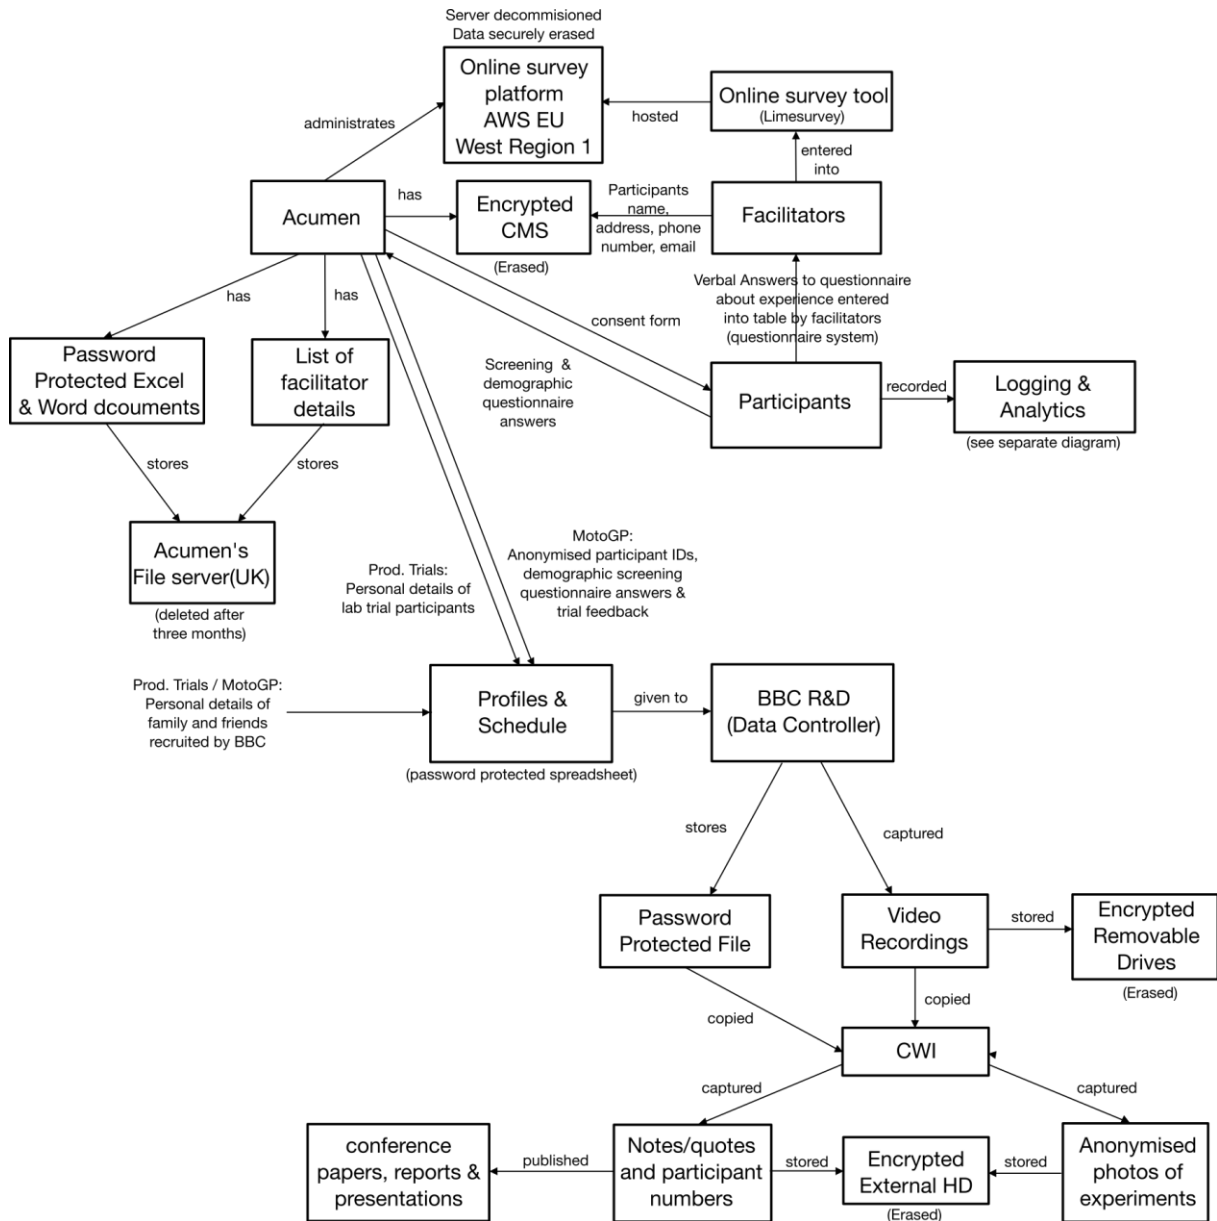 Server decommisioned
Data securely erased
Online survey
platform
AWS EU
West Region 1
administrates
hosted
Online survey tool
(Limesurvey)
entered
into
Acumen
has
Encrypted
CMS
(Erased)
Participants
name,
address, phone
number, email
Facilitators
Verbal Answers to questionnaire
about experience entered
into table by facilitators
(questionnaire system)
has
has
consent form
Password
Protected Excel
& Word dcouments
List of
facilitator
details
Screening &
demographic
questionnaire
answers
Participants
recorded
Logging &
Analytics
(see separate diagram)
stores
stores
Acumen's
File server(UK)
(deleted after
three months)
Prod. Trials:
Personal details of
lab trial participants
MotoGP:
Anonymised participant IDs,
demographic screening
questionnaire answers &
trial feedback
Prod. Trials / MotoGP:
Personal details of
family and friends
recruited by BBC
Profiles &
Schedule
(password protected spreadsheet)
given to
BBC R&D
(Data Controller)
stores
captured
Password
Protected File
Video
Recordings
stored
Encrypted
Removable
Drives
(Erased)
copied
copied
CWI
captured
captured
conference
papers, reports &
presentations
published
Notes/quotes
and participant
numbers
stored
Encrypted
External HD
(Erased)
stored
Anonymised
photos of
experiments